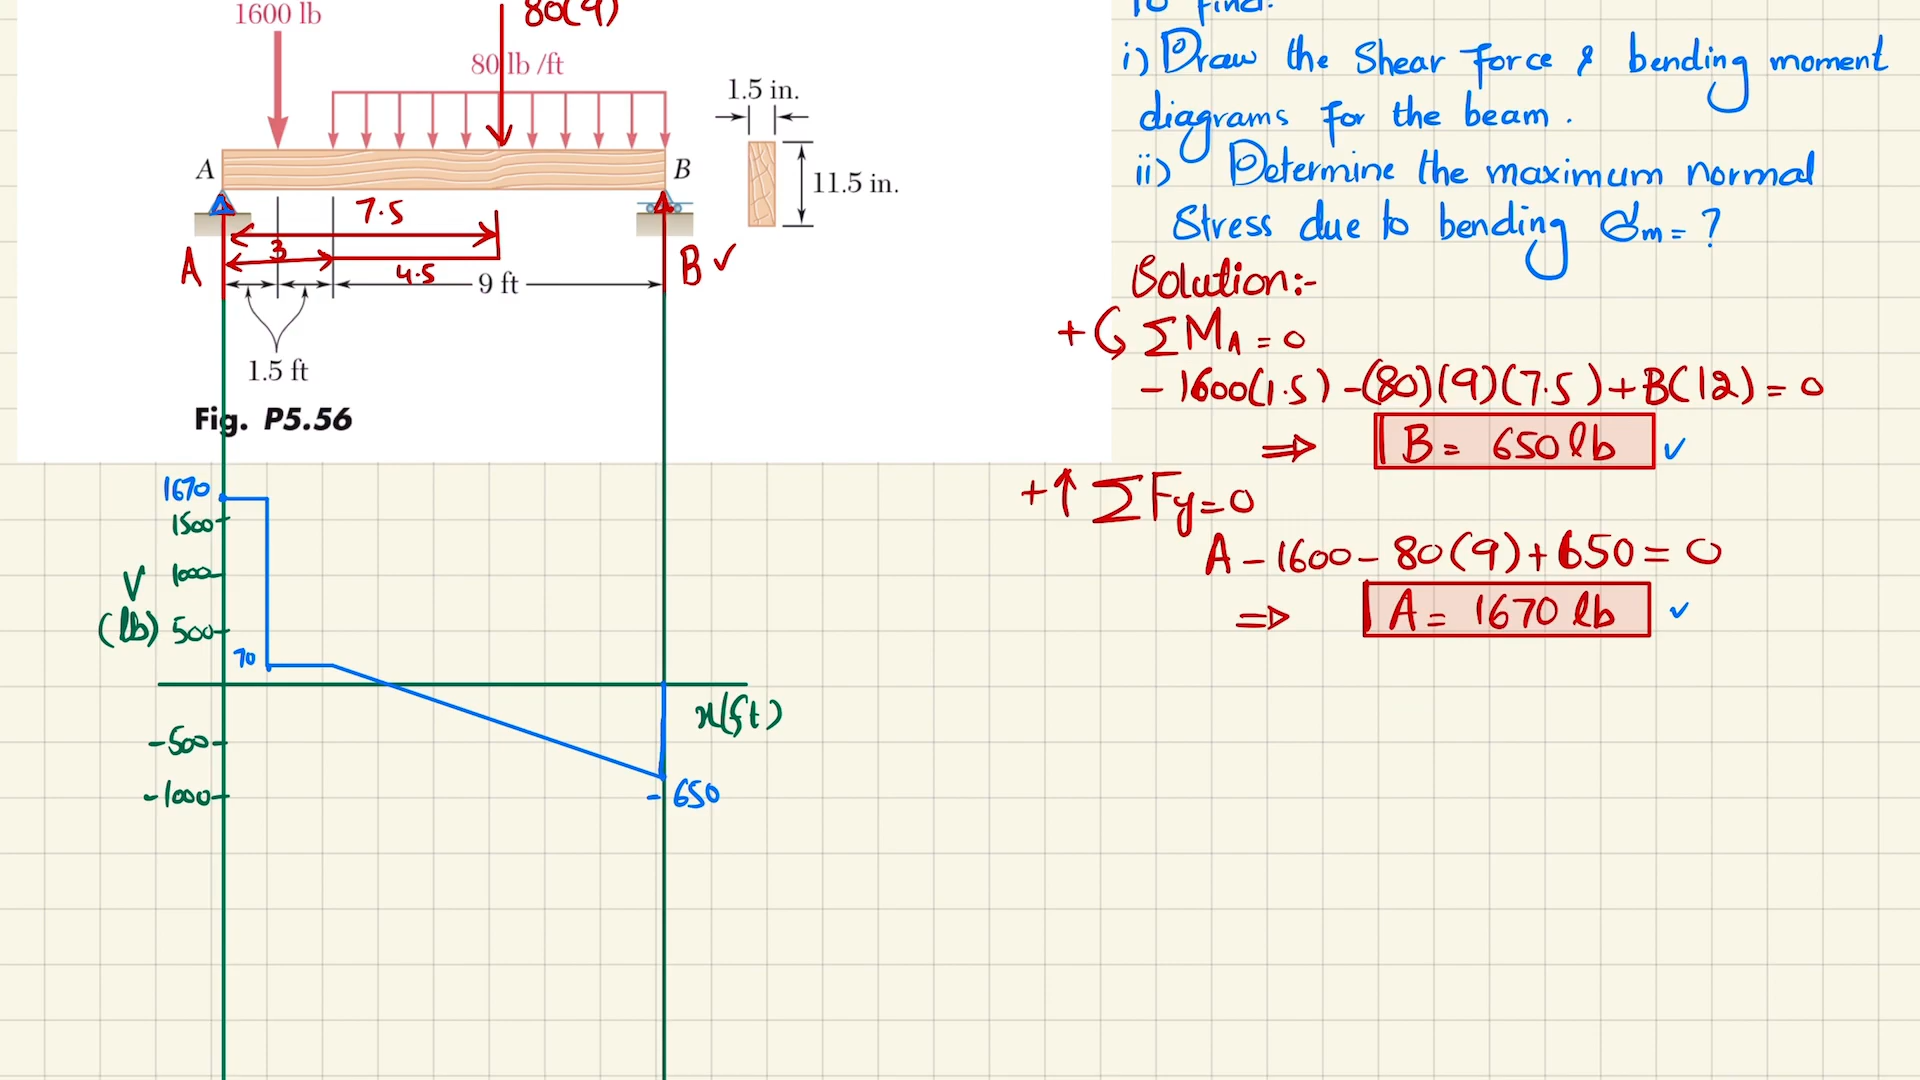 1600 lb
80(9)
80 lb /ft
1.5 in.
A
B
11.5 in.
7.5
3
A
4.5
B ✓
9 ft
1.5 ft
Fig. P5.56
1670
1500
1000
V
(lb)
500
70
x(ft)
-500
-1000
-650
To find:
i) Draw the Shear Force & bending moment
diagrams for the beam.
ii) Determine the maximum normal
Stress due to bending σm = ?
Solution:-
+ ↺ ΣMA = 0
- 1600(1.5) - (80)(9)(7.5) + B(12) = 0
⇒ B = 650 lb ✓
+↑ ΣFy = 0
A - 1600 - 80(9) + 650 = 0
⇒ A = 1670 lb ✓